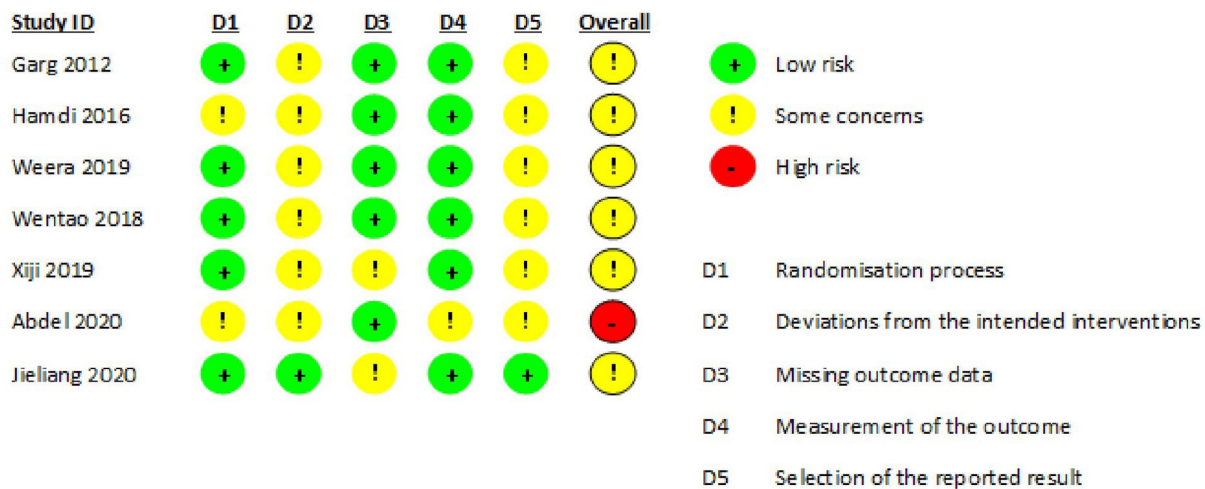 Study ID D1 D2 D3 D4 D5 Overall
Garg 2012 + ! + + ! !
Hamdi 2016 ! ! + + ! !
Weera 2019 + ! + + ! !
Wentao 2018 + ! + + ! !
Xiji 2019 + ! ! + ! !
Abdel 2020 ! ! + ! ! -
Jieliang 2020 + + ! + + !
+ Low risk
! Some concerns
- High risk
D1 Randomisation process
D2 Deviations from the intended interventions
D3 Missing outcome data
D4 Measurement of the outcome
D5 Selection of the reported result